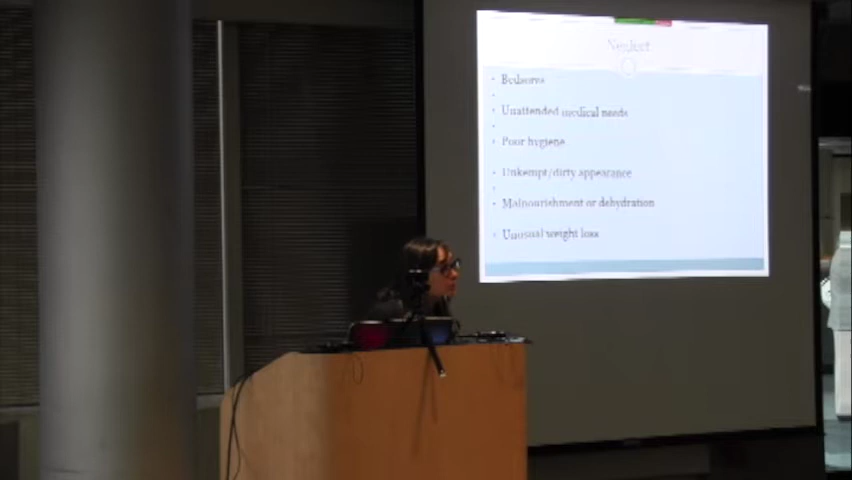 Neglect
• Bedsores
•
• Unattended medical needs
•
• Poor hygiene
• Unkempt/dirty appearance
•
• Malnourishment or dehydration
• Unusual weight loss